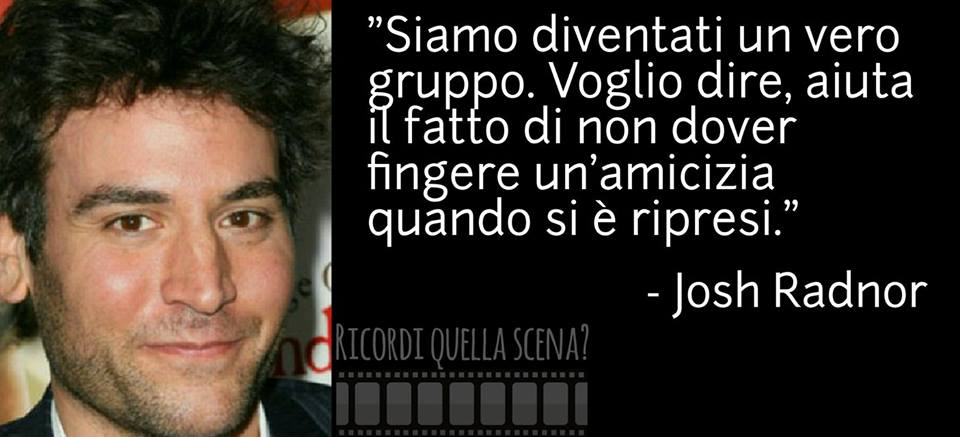 ”Siamo diventati un vero
gruppo. Voglio dire, aiuta
il fatto di non dover
fingere un’amicizia
quando si è ripresi.”
- Josh Radnor
RICORDI QUELLA SCENA?